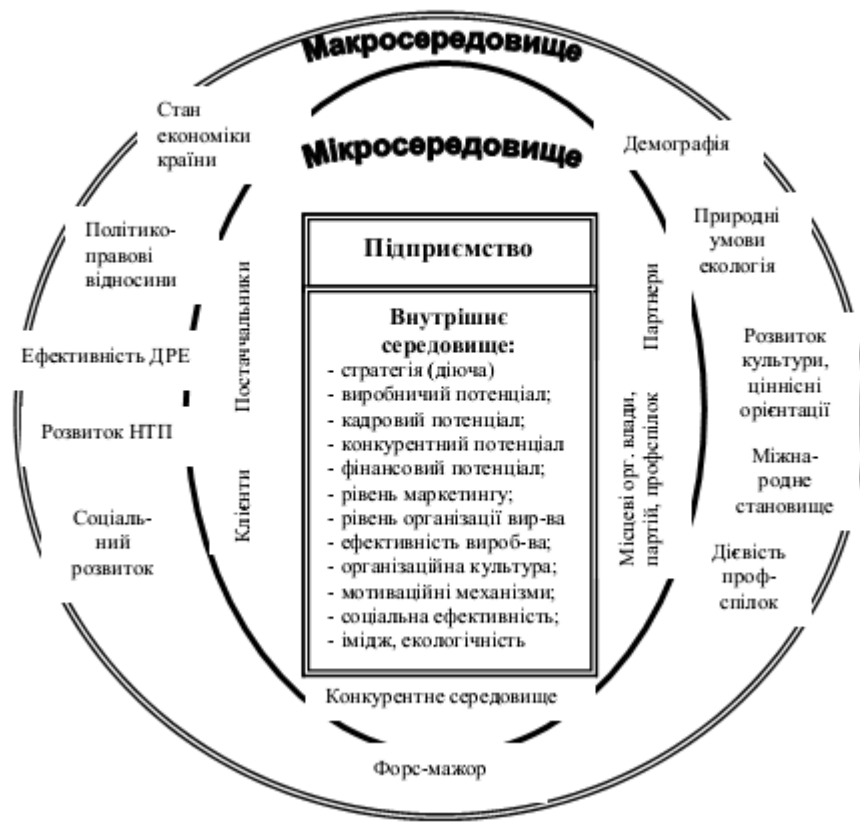 Макросередовище
Мікросередовище
Стан
економіки
країни
Політико-
правові
відносини
Ефективність ДРЕ
Розвиток НТП
Соціаль-
ний
розвиток
Постаччальники
Клієнти
Підприємство
Внутрішнє
середовище:
- стратегія (діюча)
- виробничий потенціал;
- кадровий потенціал;
- конкурентний потенціал
- фінансовий потенціал;
- рівень маркетингу;
- рівень організації вир-ва
- ефективність вироб-ва;
- організаційна культура;
- мотиваційні механізми;
- соціальна ефективність;
- імідж, екологічність
Партнери
Місцеві орг. влади,
партій, профспілок
Демографія
Природні
умови
екологія
Розвиток
культури,
ціннісні
орієнтації
Міжна-
родне
становище
Дієвість
проф-
спілок
Конкурентне середовище
Форс-мажор